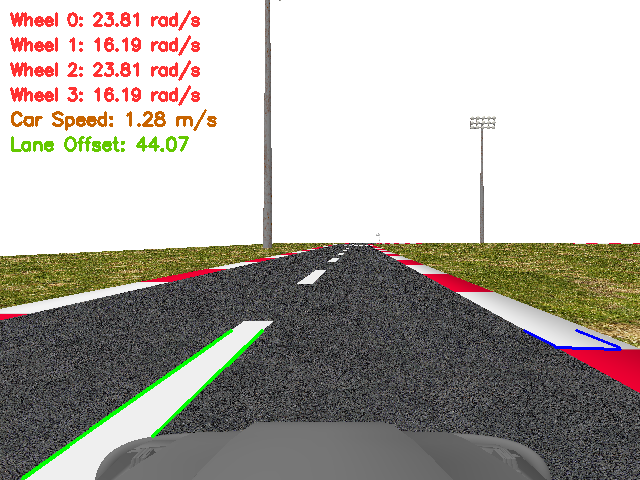 Wheel 0: 23.81 rad/s
Wheel 1: 16.19 rad/s
Wheel 2: 23.81 rad/s
Wheel 3: 16.19 rad/s
Car Speed: 1.28 m/s
Lane Offset: 44.07